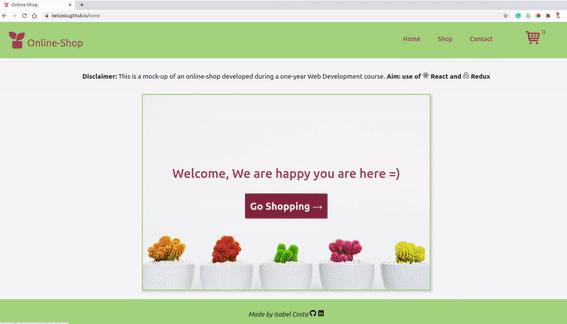 Online-Shop
belcosta.github.io/home
Online-Shop
Home
Shop
Contact
0
Disclaimer: This is a mock-up of an online-shop developed during a one-year Web Development course. Aim: use of React and Redux
Welcome, We are happy you are here =)
Go Shopping →
Made by Isabel Costa